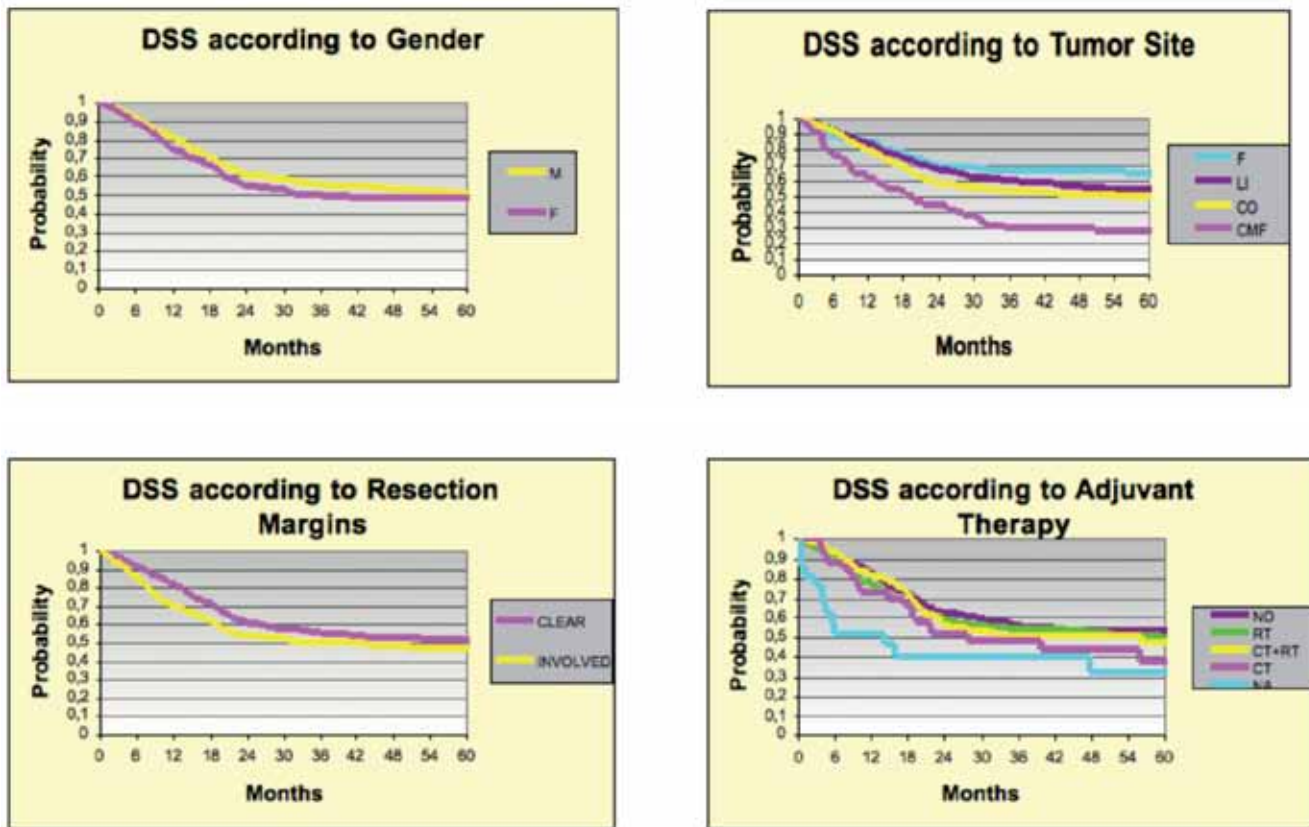 DSS according to Gender
Probability
1
0,9
0,8
0,7
0,6
0,5
0,4
0,3
0,2
0,1
0
0 6 12 18 24 30 36 42 48 54 60
Months
M
F
DSS according to Tumor Site
Probability
1
0,9
0,8
0,7
0,6
0,5
0,4
0,3
0,2
0,1
0
0 6 12 18 24 30 36 42 48 54 60
Months
F
LI
CO
CMF
DSS according to Resection
Margins
Probability
1
0,9
0,8
0,7
0,6
0,5
0,4
0,3
0,2
0,1
0
0 6 12 18 24 30 36 42 48 54 60
Months
CLEAR
INVOLVED
DSS according to Adjuvant
Therapy
Probability
1
0,9
0,8
0,7
0,6
0,5
0,4
0,3
0,2
0,1
0
0 6 12 18 24 30 36 42 48 54 60
Months
NO
RT
CT+RT
CT
NA